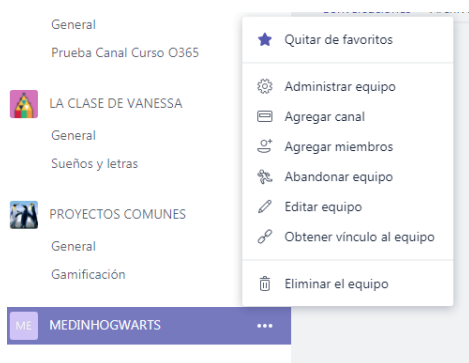 General
Prueba Canal Curso O365
LA CLASE DE VANESSA
General
Sueños y letras
PROYECTOS COMUNES
General
Gamificación
ME MEDINHOGWARTS ...
Quitar de favoritos
Administrar equipo
Agregar canal
Agregar miembros
Abandonar equipo
Editar equipo
Obtener vínculo al equipo
Eliminar el equipo